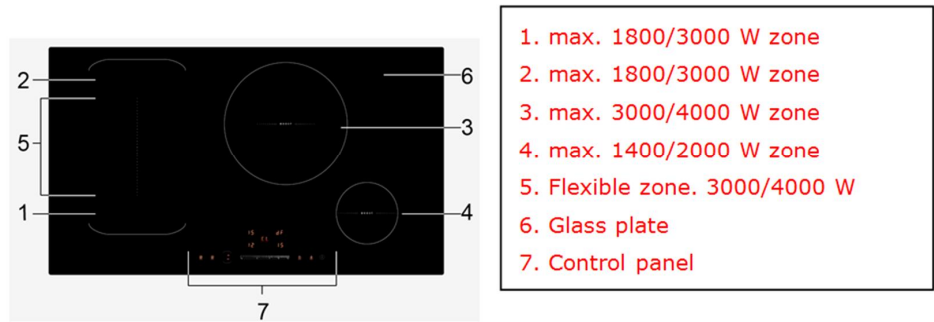 2
5
1
6
3
4
7
1. max. 1800/3000 W zone
2. max. 1800/3000 W zone
3. max. 3000/4000 W zone
4. max. 1400/2000 W zone
5. Flexible zone. 3000/4000 W
6. Glass plate
7. Control panel